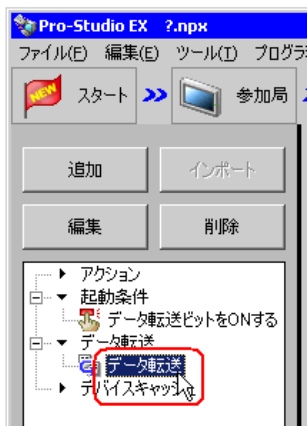 Pro-Studio EX ?.npx
ファイル(F) 編集(E) ツール(T) プログラ
NEW スタート 参加局
追加 インポート
編集 削除
アクション
起動条件
データ転送ビットをONする
データ転送
データ転送
デバイスキャッシュ